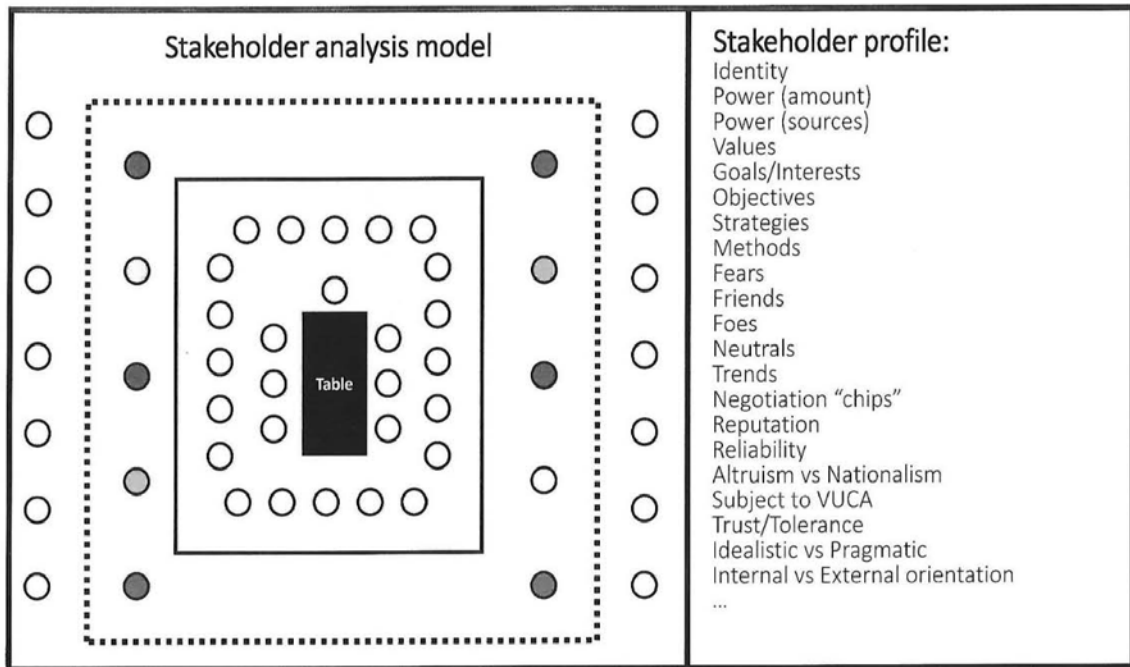 Stakeholder analysis model
Table
Stakeholder profile:
Identity
Power (amount)
Power (sources)
Values
Goals/Interests
Objectives
Strategies
Methods
Fears
Friends
Foes
Neutrals
Trends
Negotiation “chips”
Reputation
Reliability
Altruism vs Nationalism
Subject to VUCA
Trust/Tolerance
Idealistic vs Pragmatic
Internal vs External orientation
...